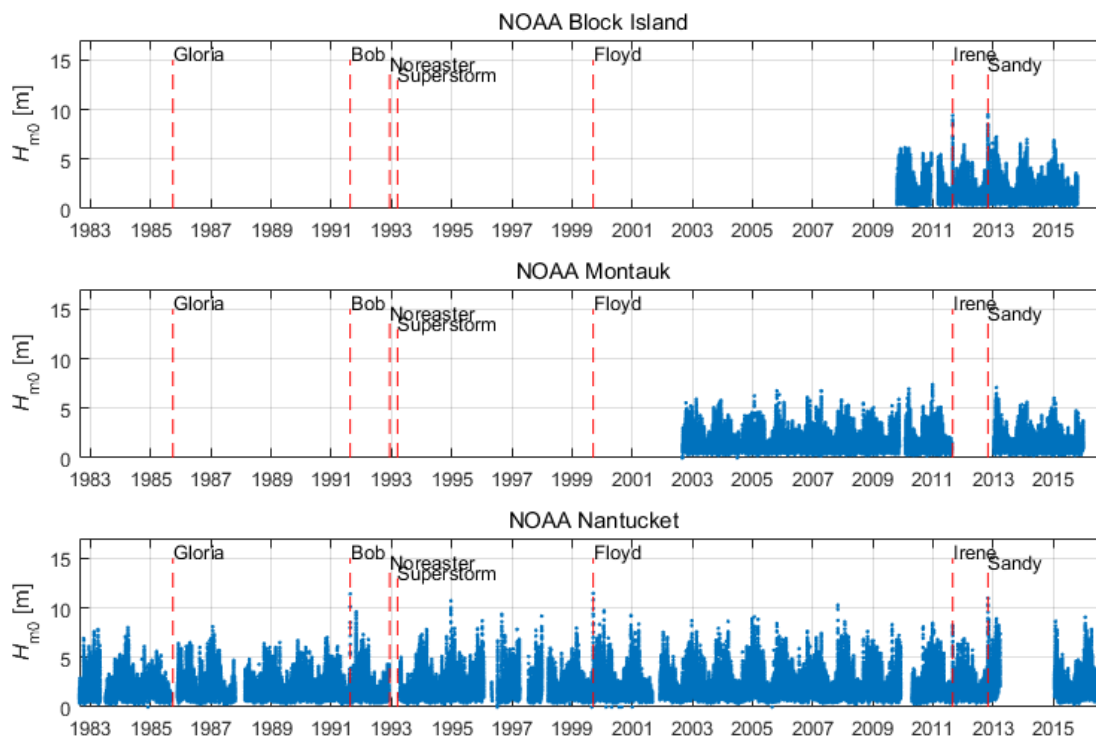 NOAA Block Island
15
10
5
0
H_m0 [m]
Gloria
Bob
Noreaster
Superstorm
Floyd
Irene
Sandy
1983 1985 1987 1989 1991 1993 1995 1997 1999 2001 2003 2005 2007 2009 2011 2013 2015
NOAA Montauk
15
10
5
0
H_m0 [m]
Gloria
Bob
Noreaster
Superstorm
Floyd
Irene
Sandy
1983 1985 1987 1989 1991 1993 1995 1997 1999 2001 2003 2005 2007 2009 2011 2013 2015
NOAA Nantucket
15
10
5
0
H_m0 [m]
Gloria
Bob
Noreaster
Superstorm
Floyd
Irene
Sandy
1983 1985 1987 1989 1991 1993 1995 1997 1999 2001 2003 2005 2007 2009 2011 2013 2015